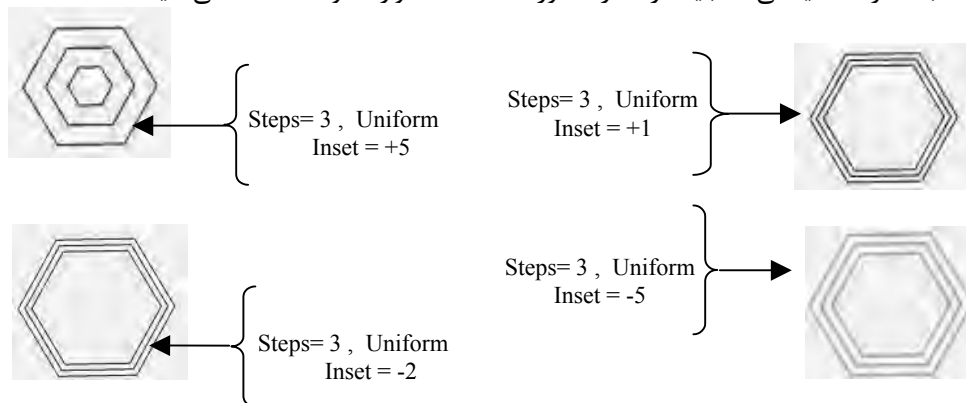 Steps= 3 , Uniform
Inset = +5
Steps= 3 , Uniform
Inset = +1
Steps= 3 , Uniform
Inset = -5
Steps= 3 , Uniform
Inset = -2